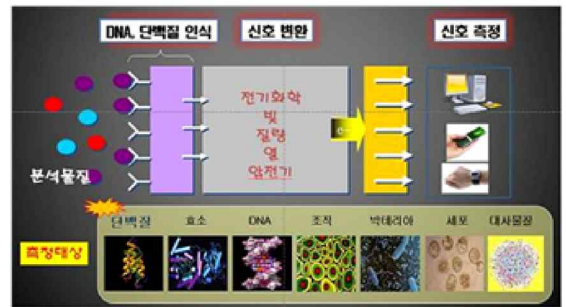 DNA, 단백질 인식
신호 변환
신호 측정
전기화학
빛
질량
열
압전기
e-
분석물질
단백질
효소
DNA
조직
박테리아
세포
대사물질
측정대상